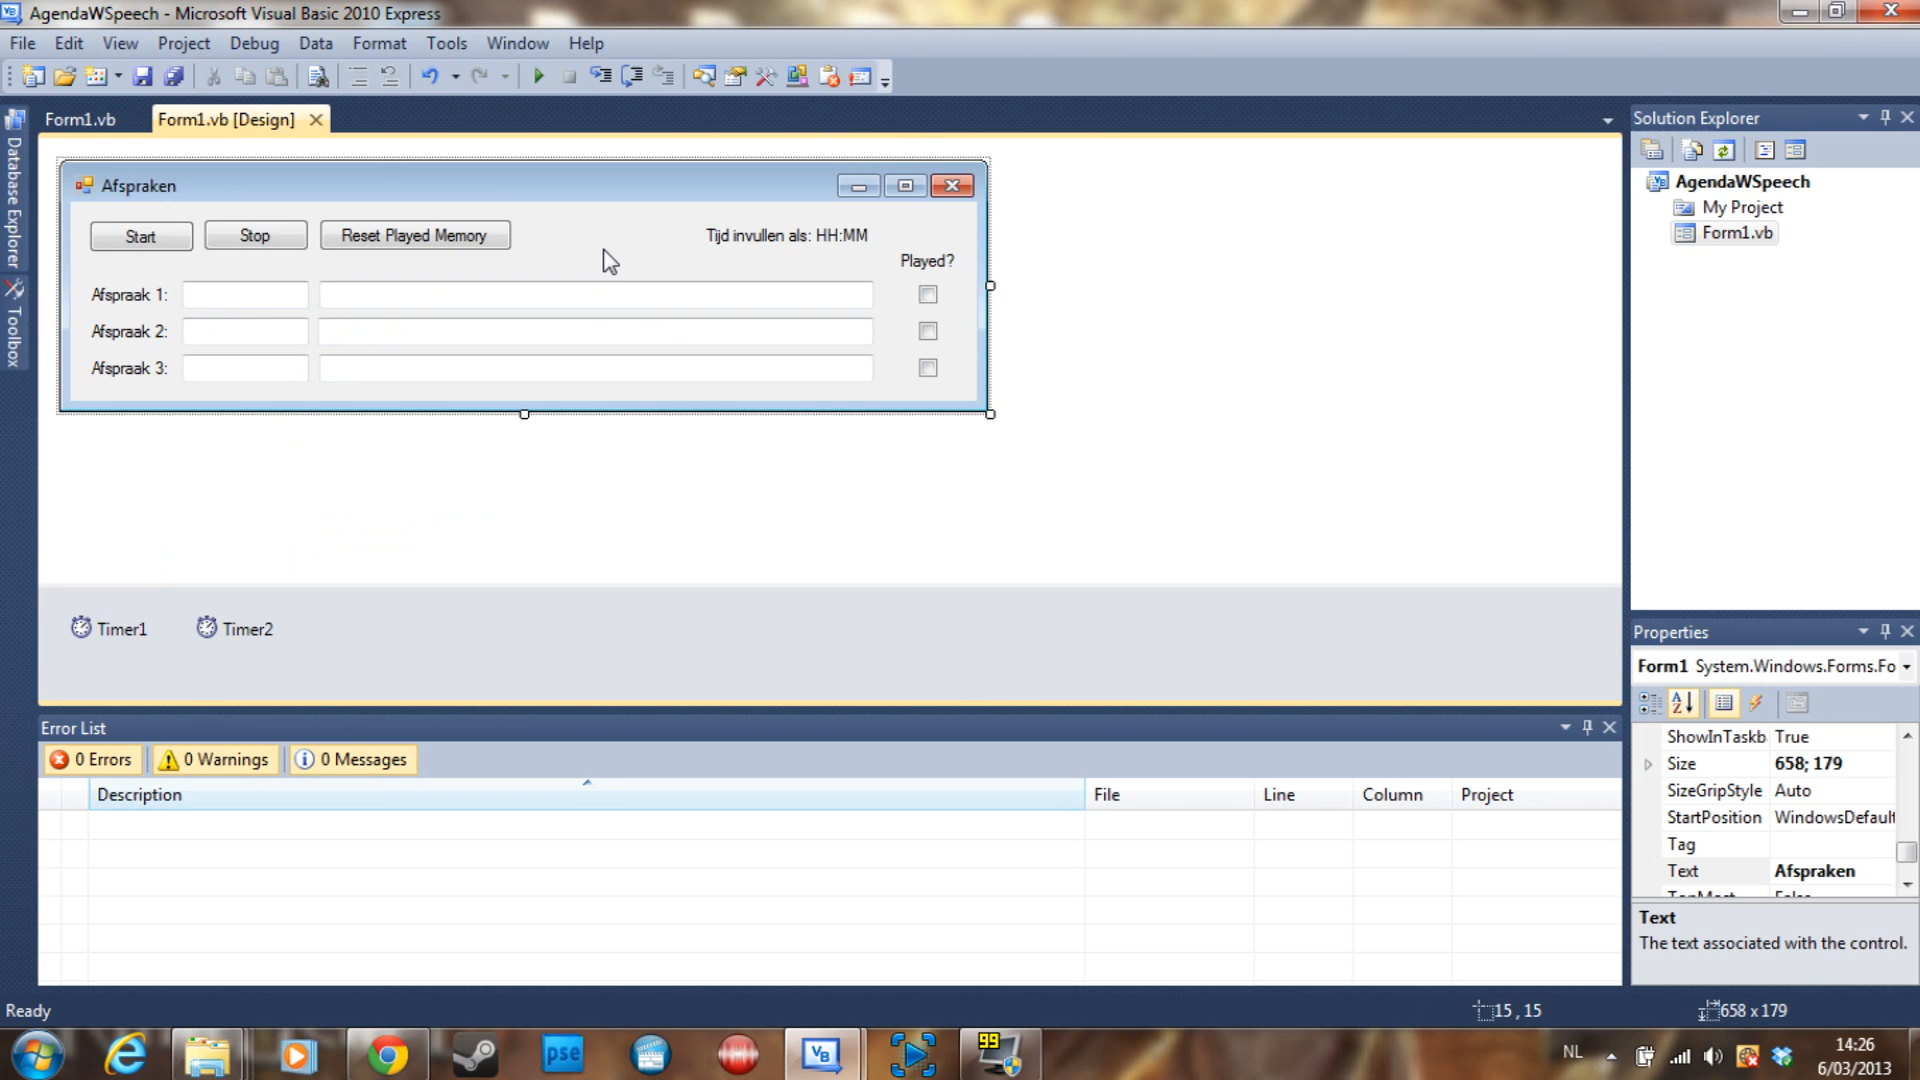 AgendaWSpeech - Microsoft Visual Basic 2010 Express
File Edit View Project Debug Data Format Tools Window Help
Form1.vb Form1.vb [Design]
Database Explorer
Toolbox
Afspraken
Start Stop Reset Played Memory Tijd invullen als: HH:MM
Played?
Afspraak 1:
Afspraak 2:
Afspraak 3:
Timer1 Timer2
Error List
0 Errors 0 Warnings 0 Messages
Description File Line Column Project
Solution Explorer
AgendaWSpeech
My Project
Form1.vb
Properties
Form1 System.Windows.Forms.Fo
ShowInTaskb True
Size 658; 179
SizeGripStyle Auto
StartPosition WindowsDefault
Tag
Text Afspraken
Text
The text associated with the control.
Ready 15 , 15 658 x 179
pse VB 99 NL 14:26
6/03/2013